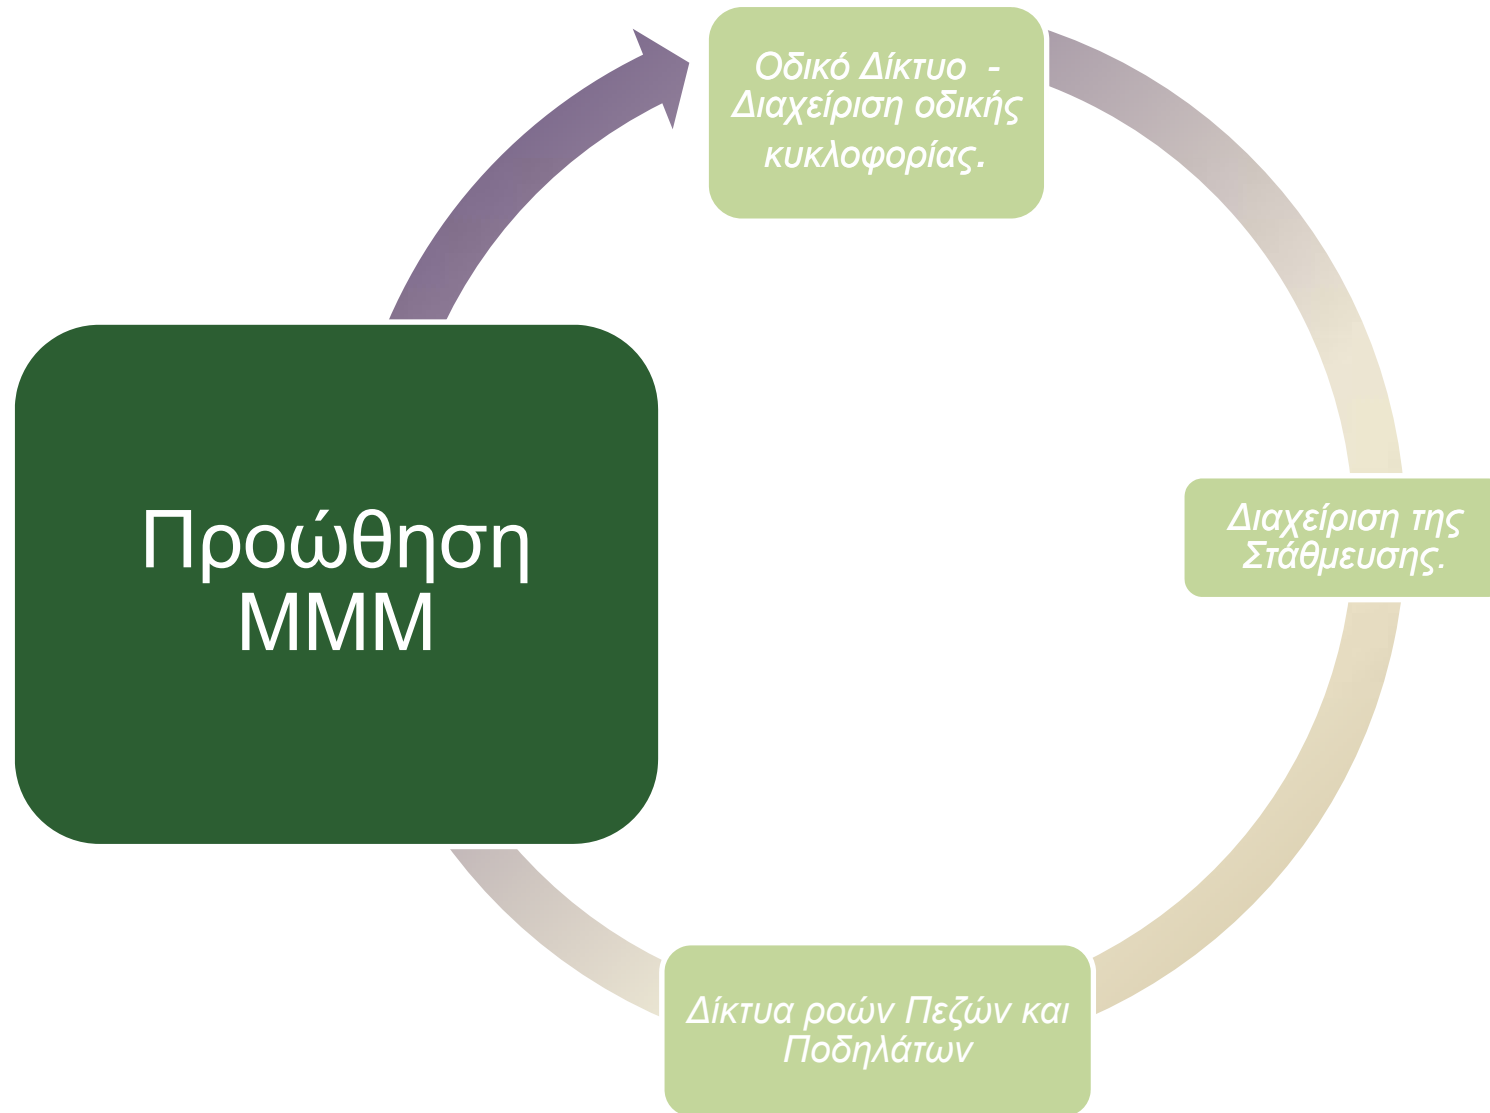 Οδικό Δίκτυο -
Διαχείριση οδικής
κυκλοφορίας.
Διαχείριση της
Στάθμευσης.
Δίκτυα ροών Πεζών και
Ποδηλάτων
Προώθηση
ΜΜΜ